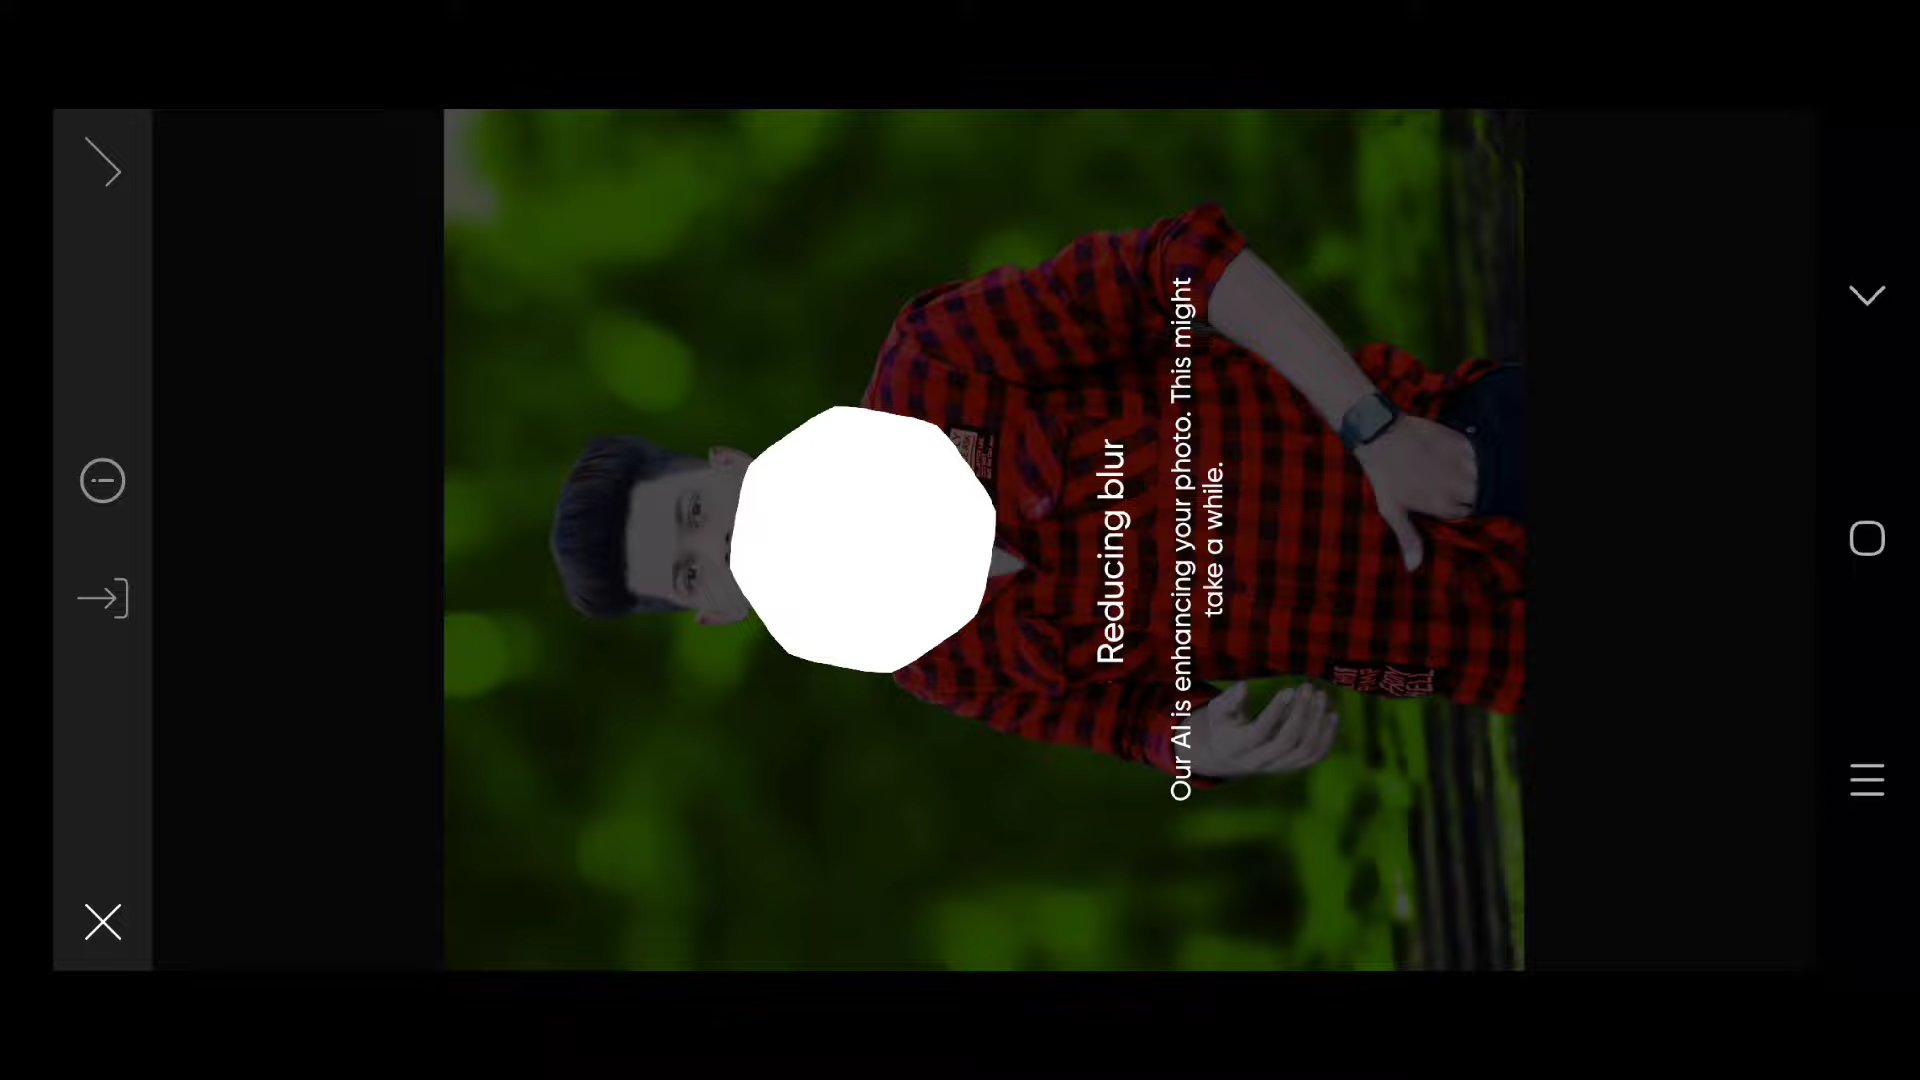 Reducing blur
Our AI is enhancing your photo. This might
take a while.